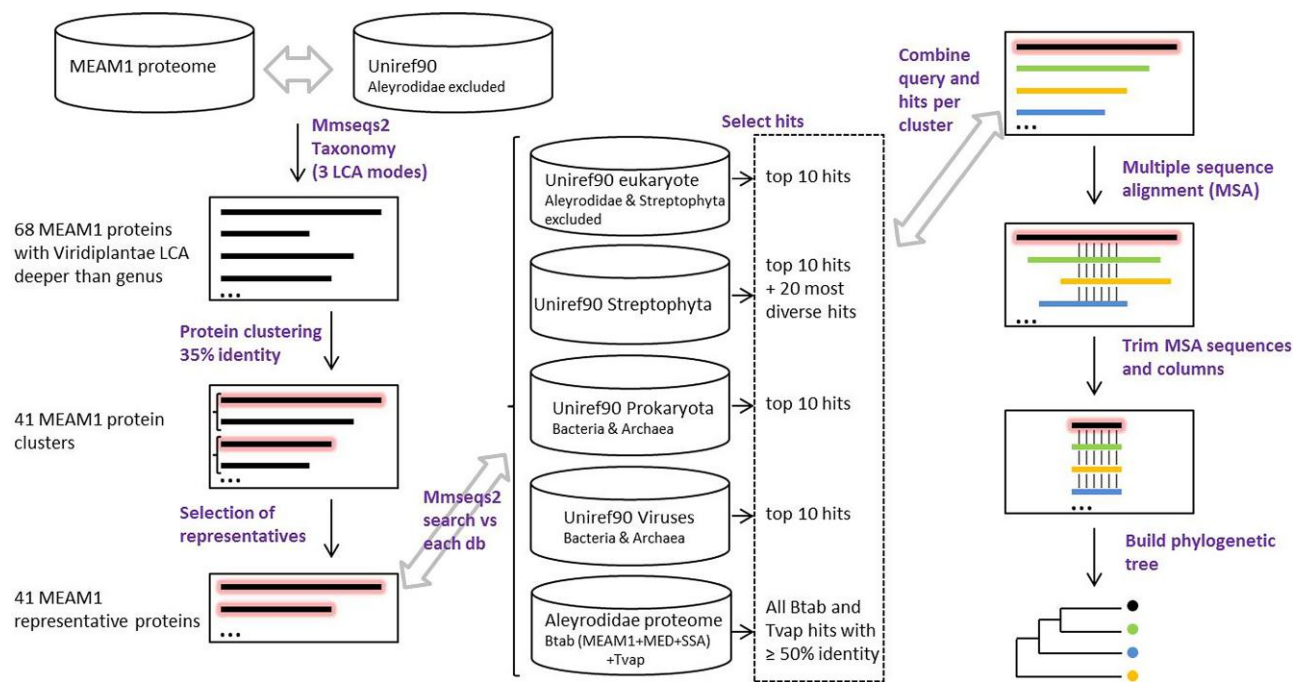 MEAM1 proteome
Uniref90
Aleyrodidae excluded
Mmseqs2
Taxonomy
(3 LCA modes)
68 MEAM1 proteins
with Viridiplantae LCA
deeper than genus
...
Protein clustering
35% identity
41 MEAM1 protein
clusters
...
Selection of
representatives
41 MEAM1
representative proteins
...
Mmseqs2
search vs
each db
Select hits
Uniref90 eukaryote
Aleyrodidae & Streptophyta
excluded
top 10 hits
Uniref90 Streptophyta
top 10 hits
+ 20 most
diverse hits
Uniref90 Prokaryota
Bacteria & Archaea
top 10 hits
Uniref90 Viruses
Bacteria & Archaea
top 10 hits
Aleyrodidae proteome
Btab (MEAM1+MED+SSA)
+Tvap
All Btab and
Tvap hits with
≥ 50% identity
Combine
query and
hits per
cluster
...
Multiple sequence
alignment (MSA)
...
Trim MSA sequences
and columns
...
Build phylogenetic
tree